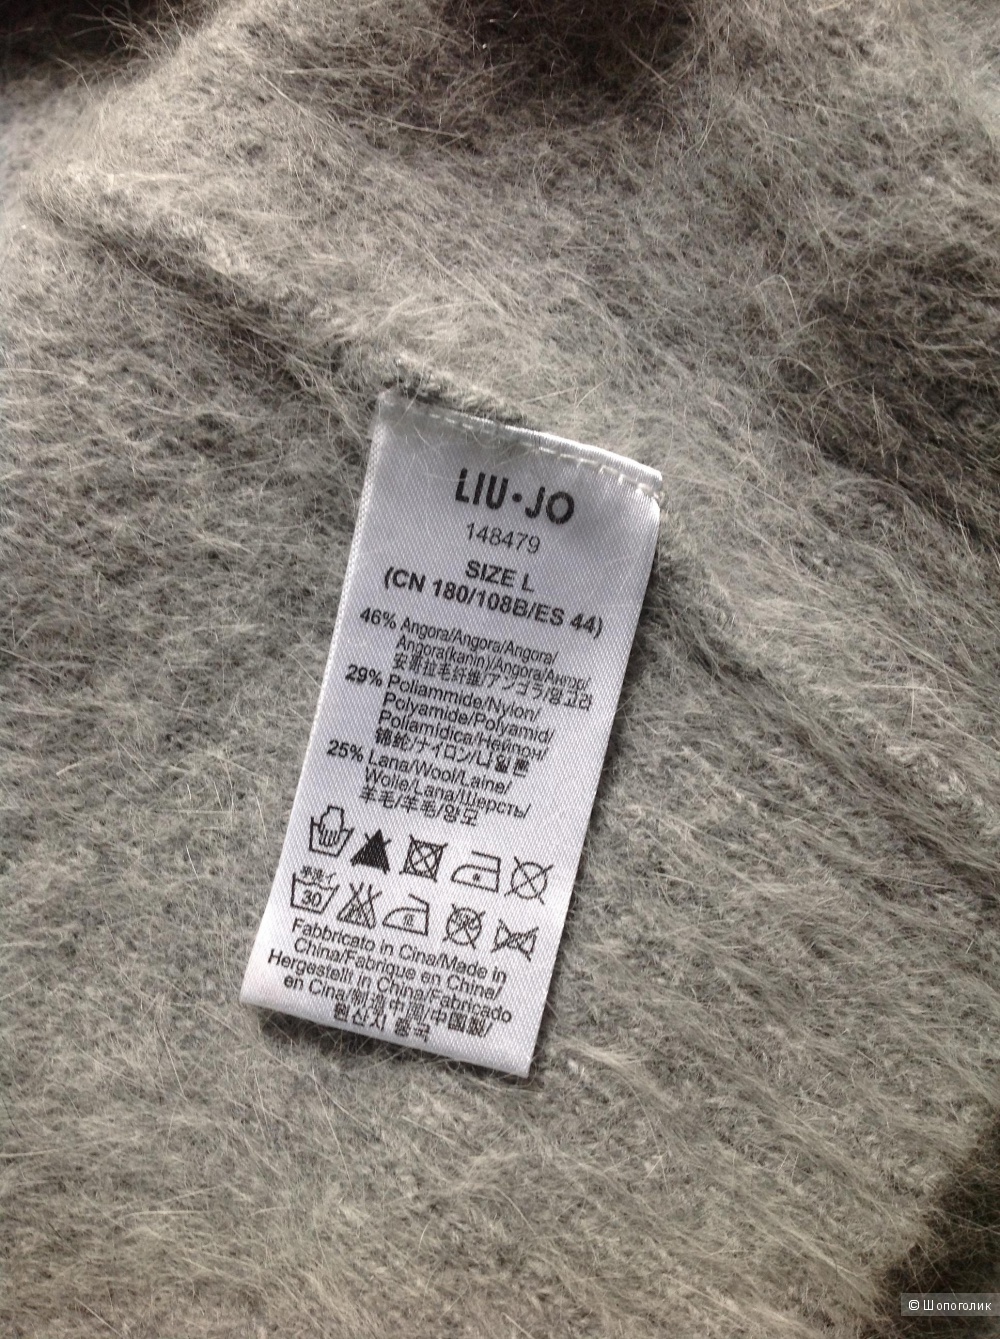 LIU·JO
148479
SIZE L
(CN 180/108B/ES 44)
46% Angora/Angora/Angora/
Angora(kanin)/Angora/Ангора/
安哥拉毛纤维/アンゴラ/앙고라
29% Poliammide/Nylon/
Polyamide/Polyamid/
Poliamidica/Нейлон/
锦纶/ナイロン/나일론
25% Lana/Wool/Laine/
Wolle/Lana/Шерсть/
羊毛/羊毛/양모
手洗イ
30
Fabbricato in Cina/Made in
China/Fabrique en China/
Hergestellt in China/Fabricado
en Cina/制造中国/中國製/
원산지 중국
© Шопоголик